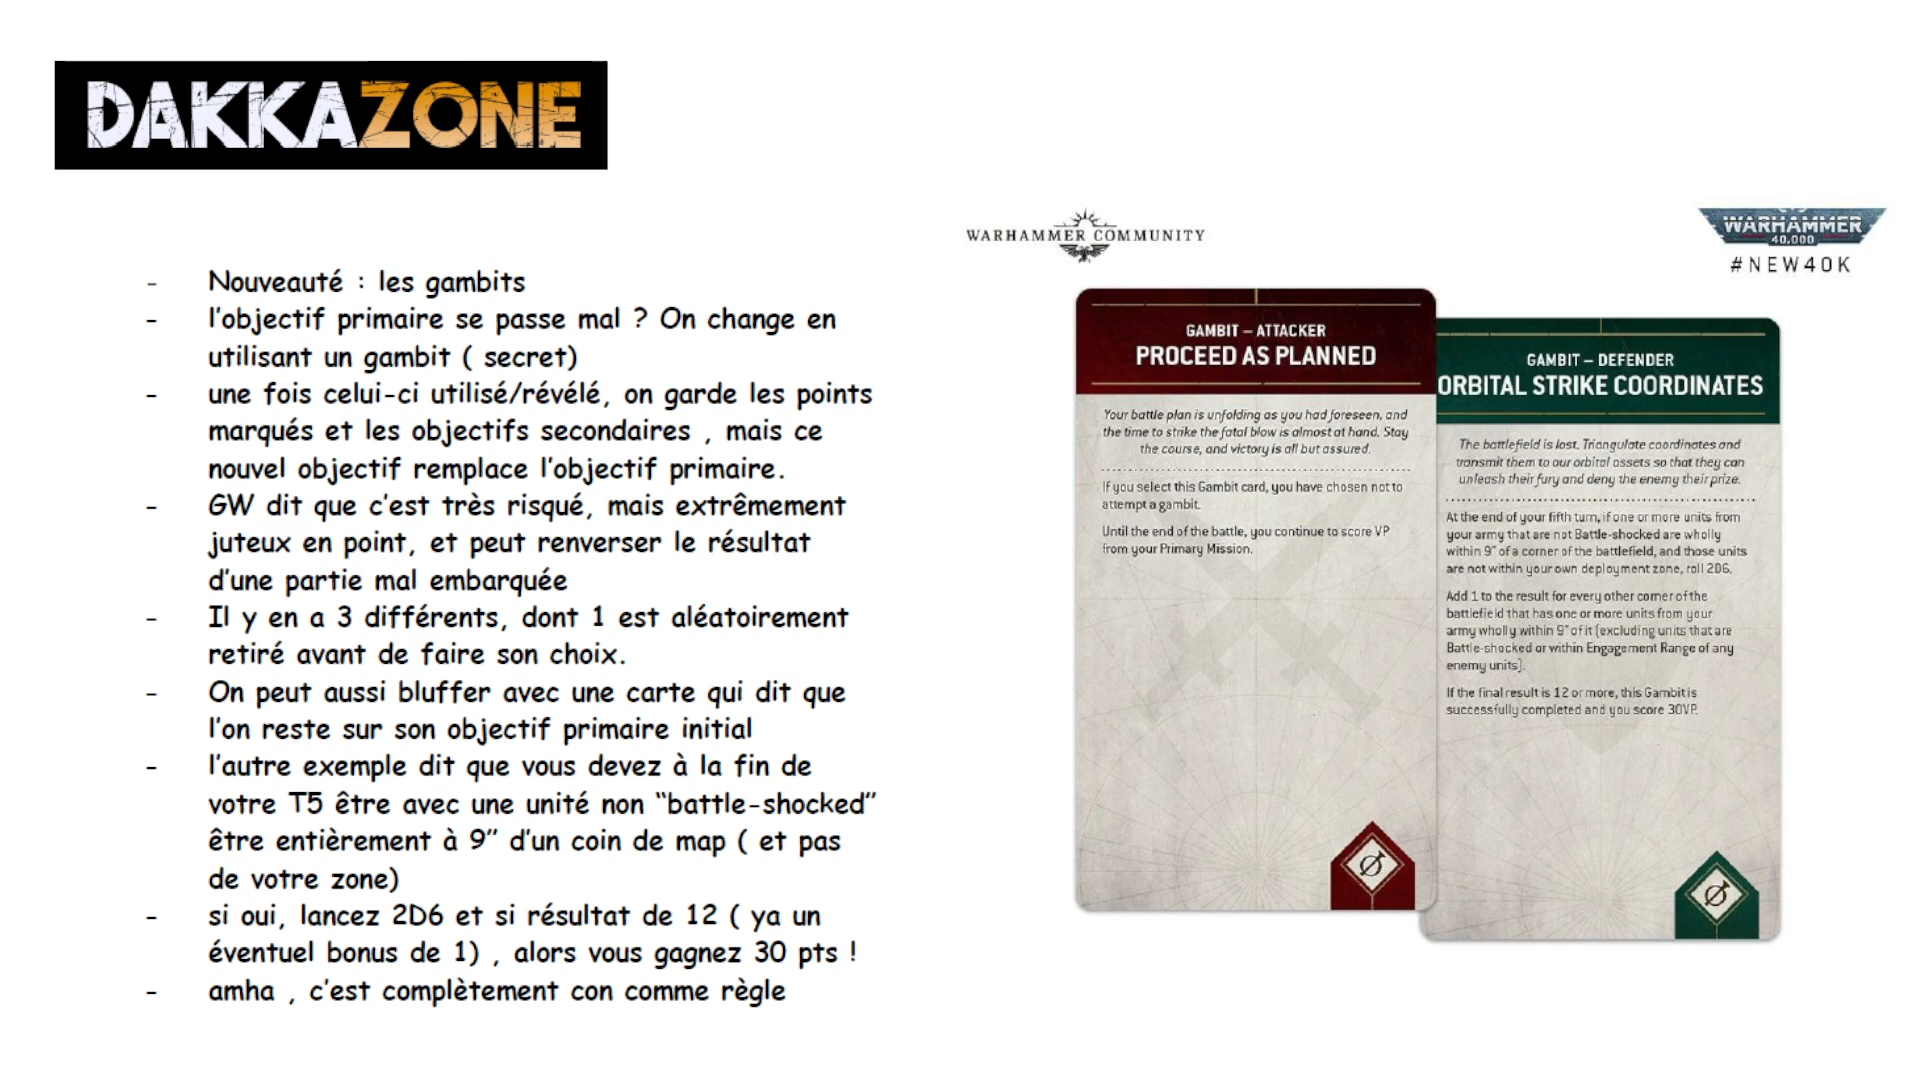 DAKKAZONE
- Nouveauté : les gambits
- l'objectif primaire se passe mal ? On change en
utilisant un gambit ( secret)
- une fois celui-ci utilisé/révélé, on garde les points
marqués et les objectifs secondaires , mais ce
nouvel objectif remplace l'objectif primaire.
- GW dit que c'est très risqué, mais extrêmement
juteux en point, et peut renverser le résultat
d'une partie mal embarquée
- Il y en a 3 différents, dont 1 est aléatoirement
retiré avant de faire son choix.
- On peut aussi bluffer avec une carte qui dit que
l'on reste sur son objectif primaire initial
- l'autre exemple dit que vous devez à la fin de
votre T5 être avec une unité non "battle-shocked"
être entièrement à 9" d'un coin de map ( et pas
de votre zone)
- si oui, lancez 2D6 et si résultat de 12 ( ya un
éventuel bonus de 1) , alors vous gagnez 30 pts !
- amha , c'est complètement con comme règle
WARHAMMER COMMUNITY
WARHAMMER
40,000
#NEW40K
GAMBIT – ATTACKER
PROCEED AS PLANNED
Your battle plan is unfolding as you had foreseen, and
the time to strike the fatal blow is almost at hand. Stay
the course, and victory is all but assured.
If you select this Gambit card, you have chosen not to
attempt a gambit.
Until the end of the battle, you continue to score VP
from your Primary Mission.
GAMBIT – DEFENDER
ORBITAL STRIKE COORDINATES
The battlefield is lost. Triangulate coordinates and
transmit them to our orbital assets so that they can
unleash their fury and deny the enemy their prize.
At the end of your fifth turn, if one or more units from
your army that are not Battle-shocked are wholly
within 9" of a corner of the battlefield, and those units
are not within your own deployment zone, roll 2D6.
Add 1 to the result for every other corner of the
battlefield that has one or more units from your
army wholly within 9" of it (excluding units that are
Battle-shocked or within Engagement Range of any
enemy units).
If the final result is 12 or more, this Gambit is
successfully completed and you score 30VP.